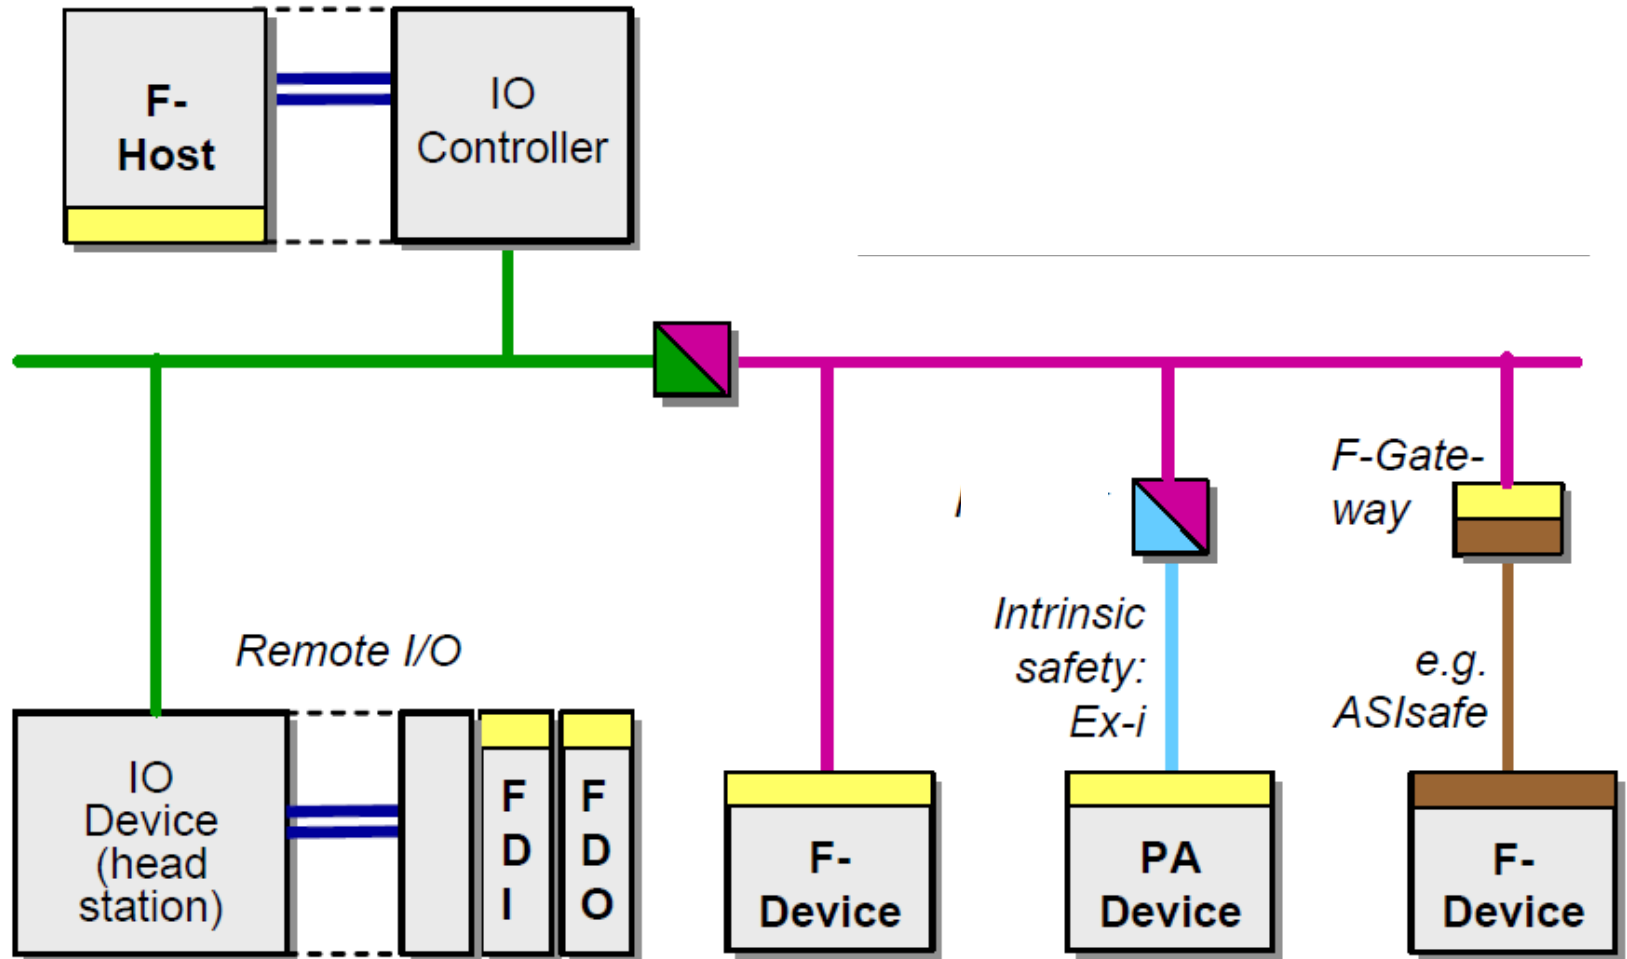 F-
Host
IO
Controller
F-Gate-
way
Intrinsic
safety:
Ex-i
e.g.
ASIsafe
Remote I/O
IO
Device
(head
station)
F
D
I
F
D
O
F-
Device
PA
Device
F-
Device